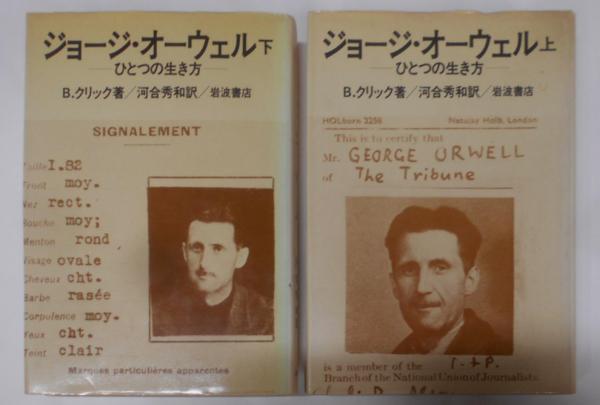 ジョージ・オーウェル下
ひとつの生き方
B.クリック著／河合秀和訳／岩波書店
SIGNALEMENT
Taille 1.82
Front moy.
Nez rect.
Bouche moy;
Menton rond
Visage ovale
Cheveux cht.
Barbe rasée
Corpulence moy.
Yeux cht.
Teint clair
Marques particulières apparentes
ジョージ・オーウェル上
ひとつの生き方
B.クリック著／河合秀和訳／岩波書店
HOLborn 3258
London
This is to certify that
Mr. GEORGE ORWELL
of The Tribune
is a member of the
Branch of the National Union of Journalists.